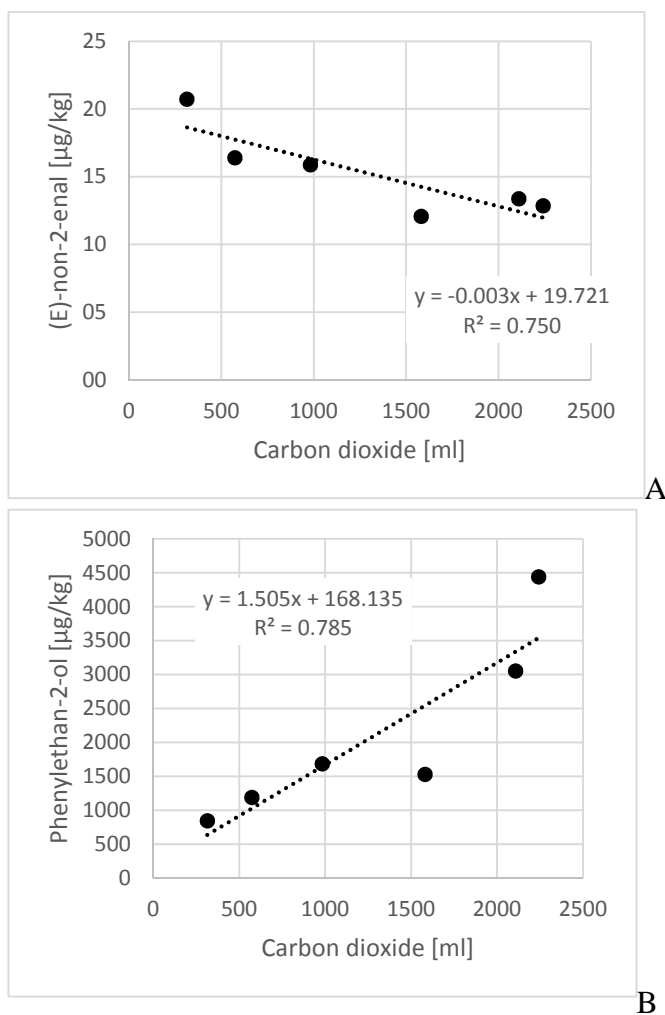 25
20
15
10
05
00
(E)-non-2-enal [µg/kg]
y = -0.003x + 19.721
R² = 0.750
0 500 1000 1500 2000 2500
Carbon dioxide [ml]
A
5000
4500
4000
3500
3000
2500
2000
1500
1000
500
0
Phenylethan-2-ol [µg/kg]
y = 1.505x + 168.135
R² = 0.785
0 500 1000 1500 2000 2500
Carbon dioxide [ml]
B